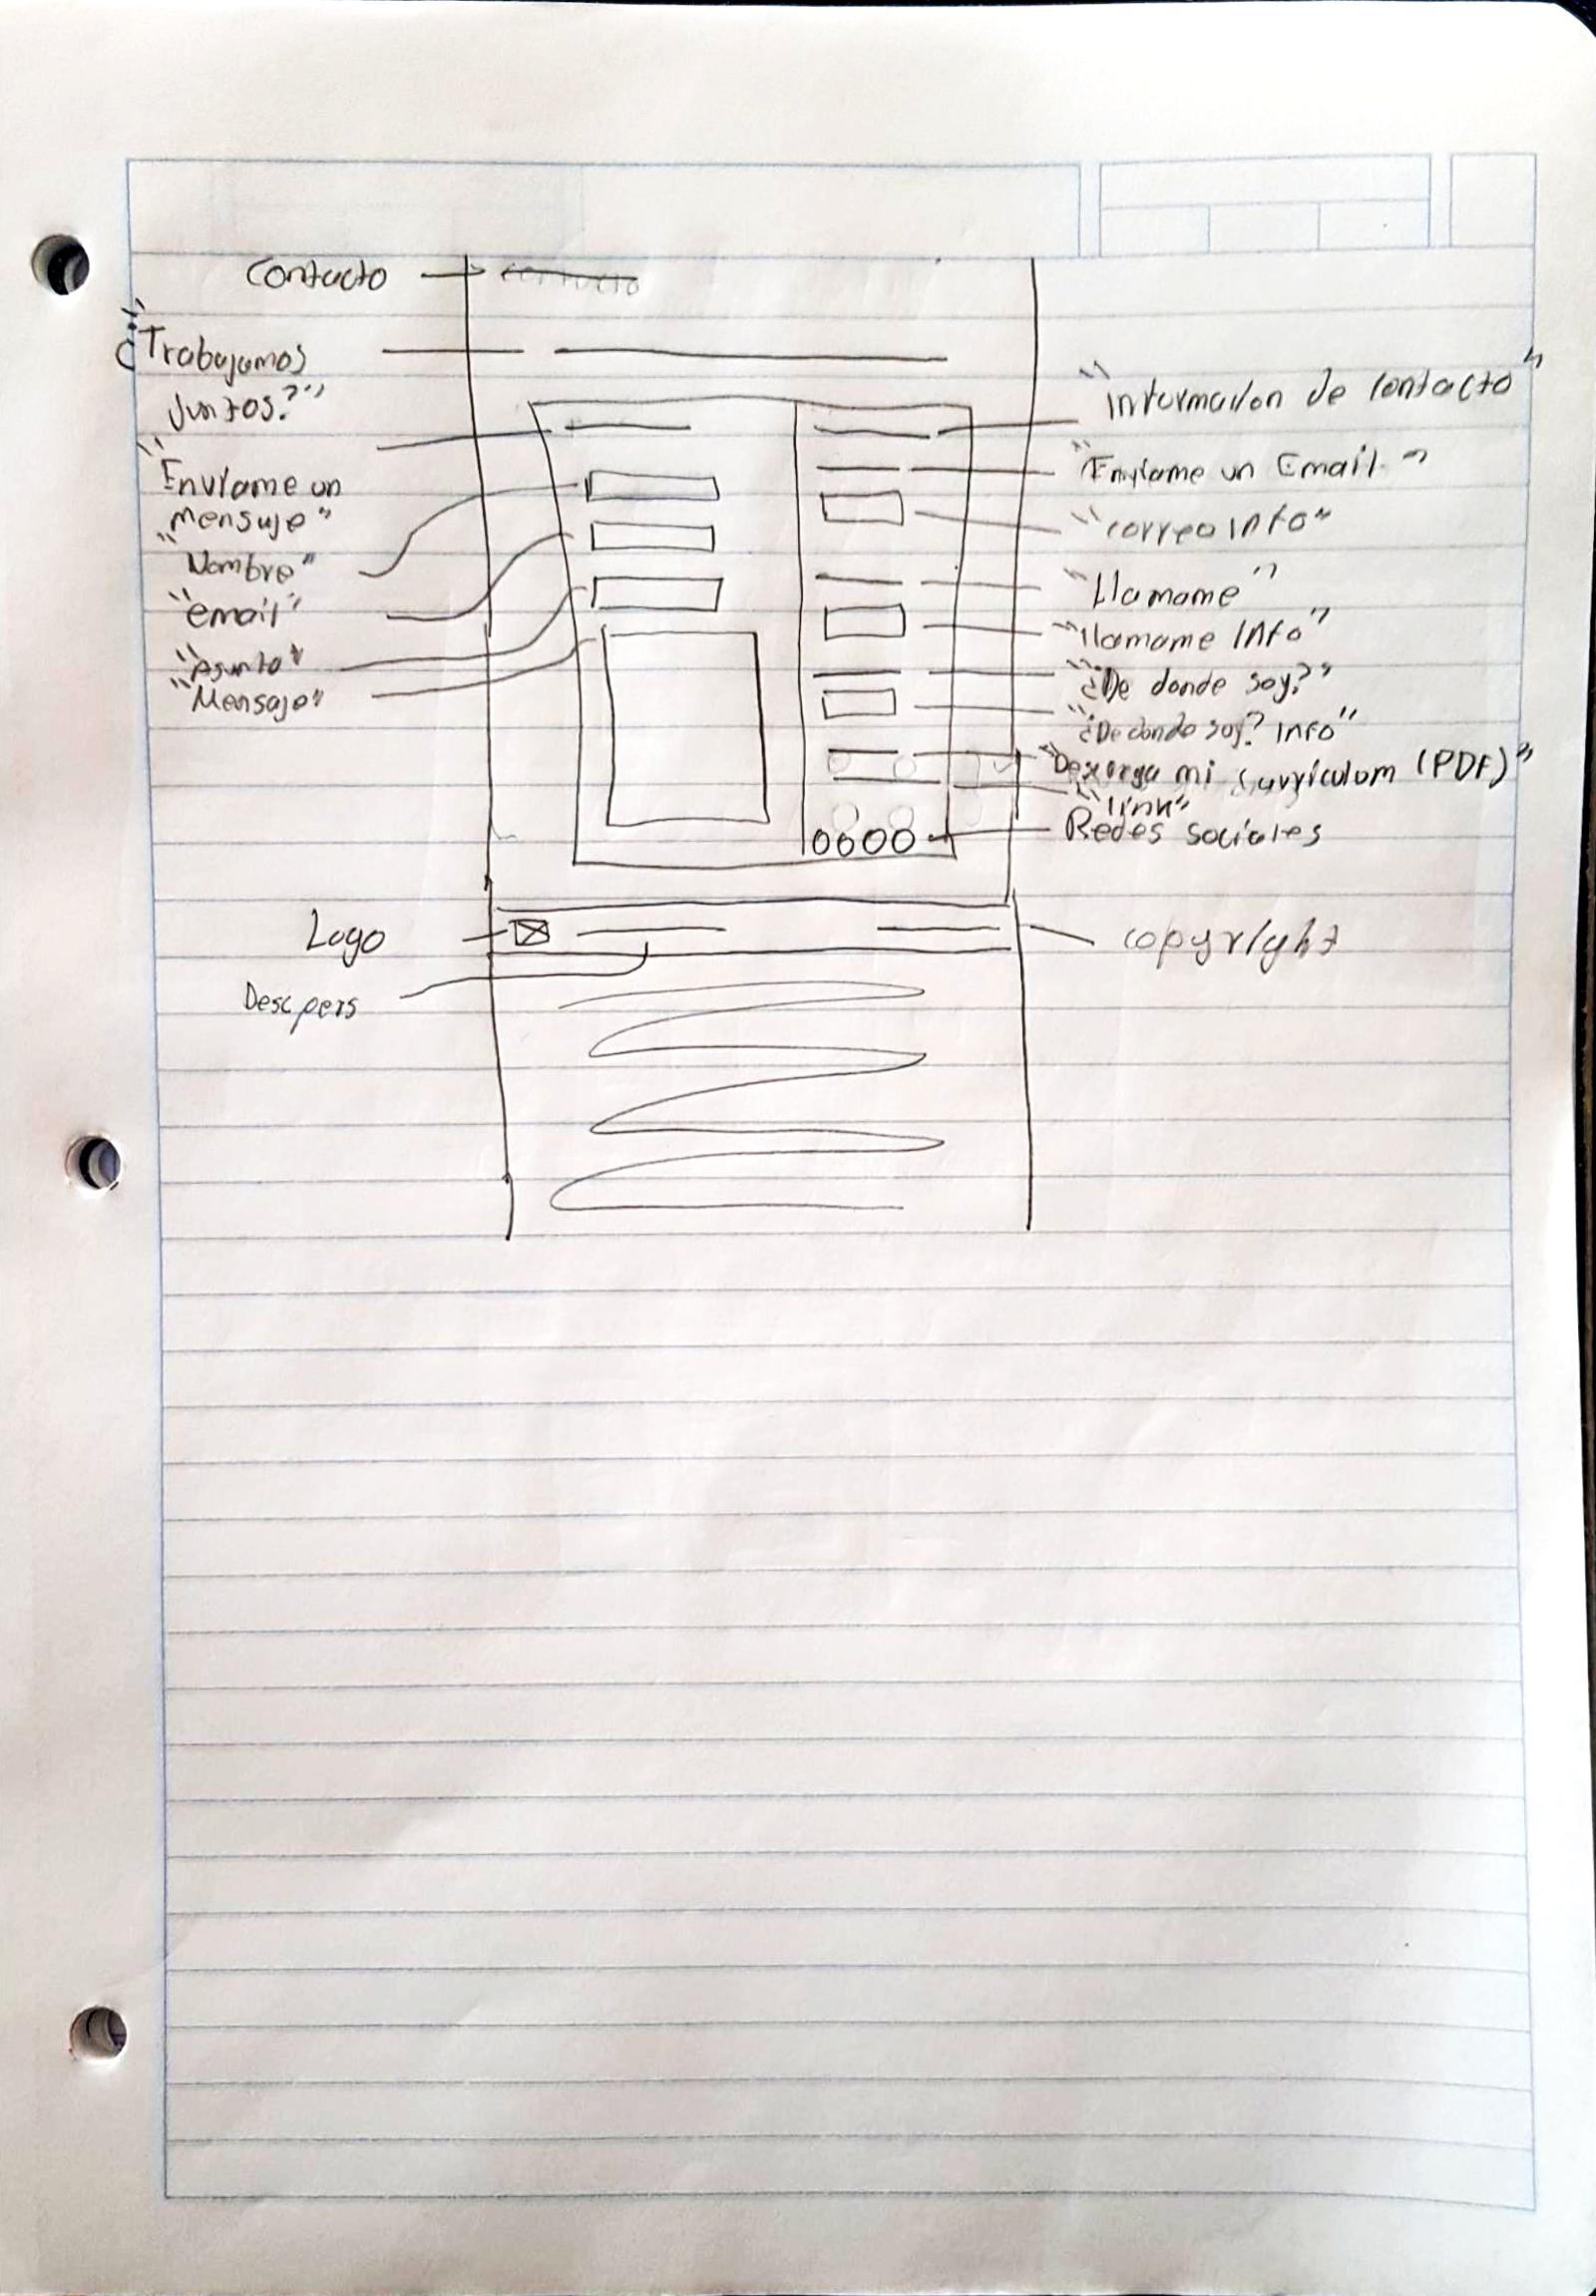 Contacto
"¿Trabajamos
Juntos?"
"Envíame un
mensaje"
"Nombre"
"email"
"Asunto"
"Mensaje"
"Información de contacto"
"Envíame un Email"
"correo Info"
"Llamame"
"llamame Info"
"¿De donde soy?"
"¿De donde soy? Info"
"Descarga mi curriculum (PDF)"
"link"
Redes sociales
Logo
Desc pers
copyright